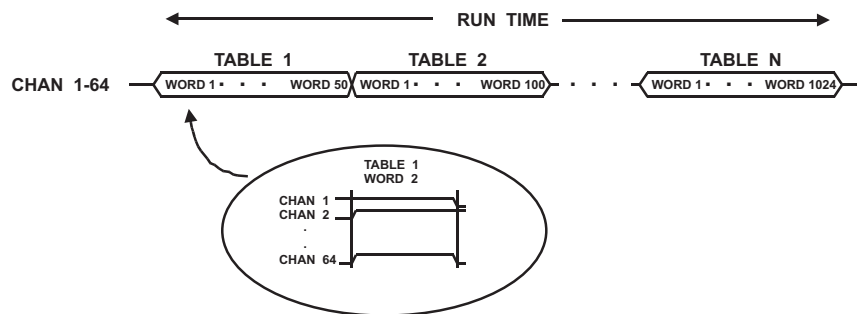 RUN TIME
TABLE 1 TABLE 2 TABLE N
CHAN 1-64 WORD 1 · · · WORD 50 WORD 1 · · · WORD 100 · · · · WORD 1 · · · WORD 1024
TABLE 1
WORD 2
CHAN 1
CHAN 2
.
.
CHAN 64